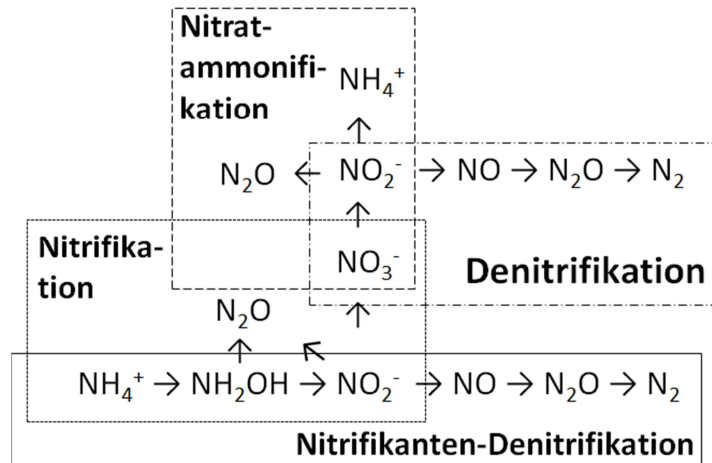 Nitrat-
ammonifi-
kation
NH₄⁺
↑
N₂O ← NO₂⁻ → NO → N₂O → N₂
↑
Nitrifika-
tion
NO₃⁻
Denitrifikation
N₂O
↑
↑ ↖
NH₄⁺ → NH₂OH → NO₂⁻ → NO → N₂O → N₂
Nitrifikanten-Denitrifikation